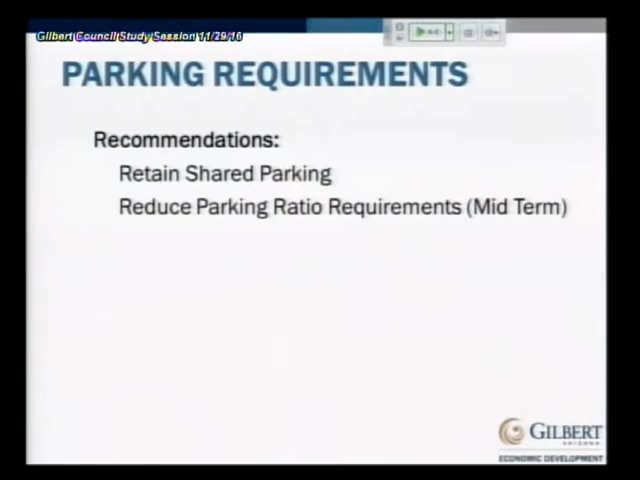 Gilbert Council Study Session 11/29/16
PARKING REQUIREMENTS
Recommendations:
Retain Shared Parking
Reduce Parking Ratio Requirements (Mid Term)
GILBERT
ARIZONA
ECONOMIC DEVELOPMENT